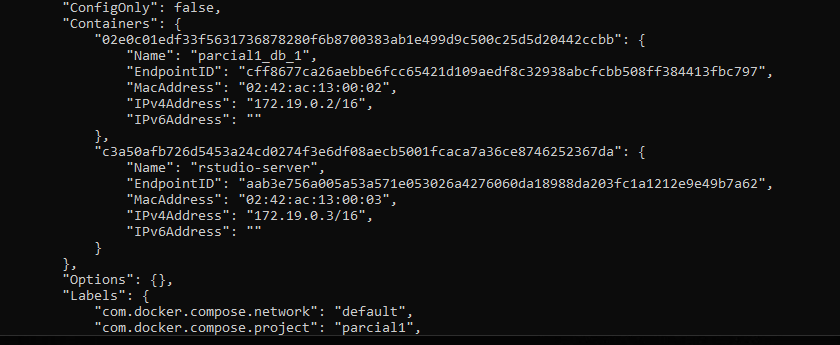 "ConfigOnly": false,
"Containers": {
"02e0c01edf33f5631736878280f6b8700383ab1e499d9c500c25d5d20442ccbb": {
"Name": "parcial1_db_1",
"EndpointID": "cff8677ca26aebbe6fcc65421d109aedf8c32938abcfcbb508ff384413fbc797",
"MacAddress": "02:42:ac:13:00:02",
"IPv4Address": "172.19.0.2/16",
"IPv6Address": ""
},
"c3a50afb726d5453a24cd0274f3e6df08aecb5001fcaca7a36ce8746252367da": {
"Name": "rstudio-server",
"EndpointID": "aab3e756a005a53a571e053026a4276060da18988da203fc1a1212e9e49b7a62",
"MacAddress": "02:42:ac:13:00:03",
"IPv4Address": "172.19.0.3/16",
"IPv6Address": ""
}
},
"Options": {},
"Labels": {
"com.docker.compose.network": "default",
"com.docker.compose.project": "parcial1",